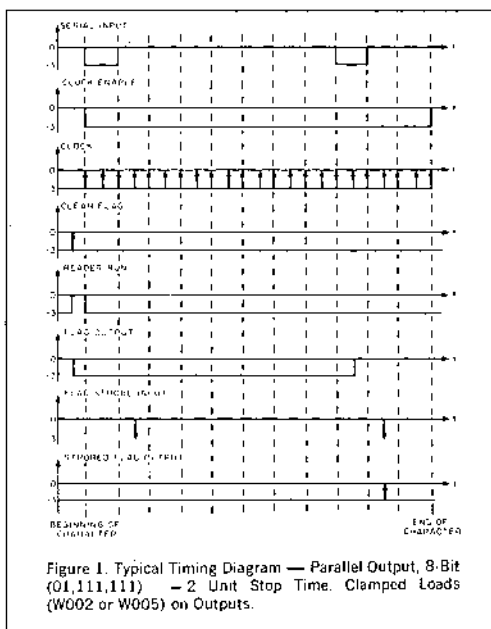 SERIAL INPUT
0
-3
t
CLOCK ENABLE
0
-3
t
CLOCK
0
-3
t
CLEAR FLAG
0
-3
t
READER RUN
0
-3
t
FLAG OUTPUT
0
-3
t
FLAG STROBE INPUT
0
-3
t
STROBED FLAG OUTPUT
0
-3
t
BEGINNING OF
CHARACTER
END OF
CHARACTER
Figure 1. Typical Timing Diagram — Parallel Output, 8-Bit
(01,111,111) — 2 Unit Stop Time. Clamped Loads
(W002 or W005) on Outputs.